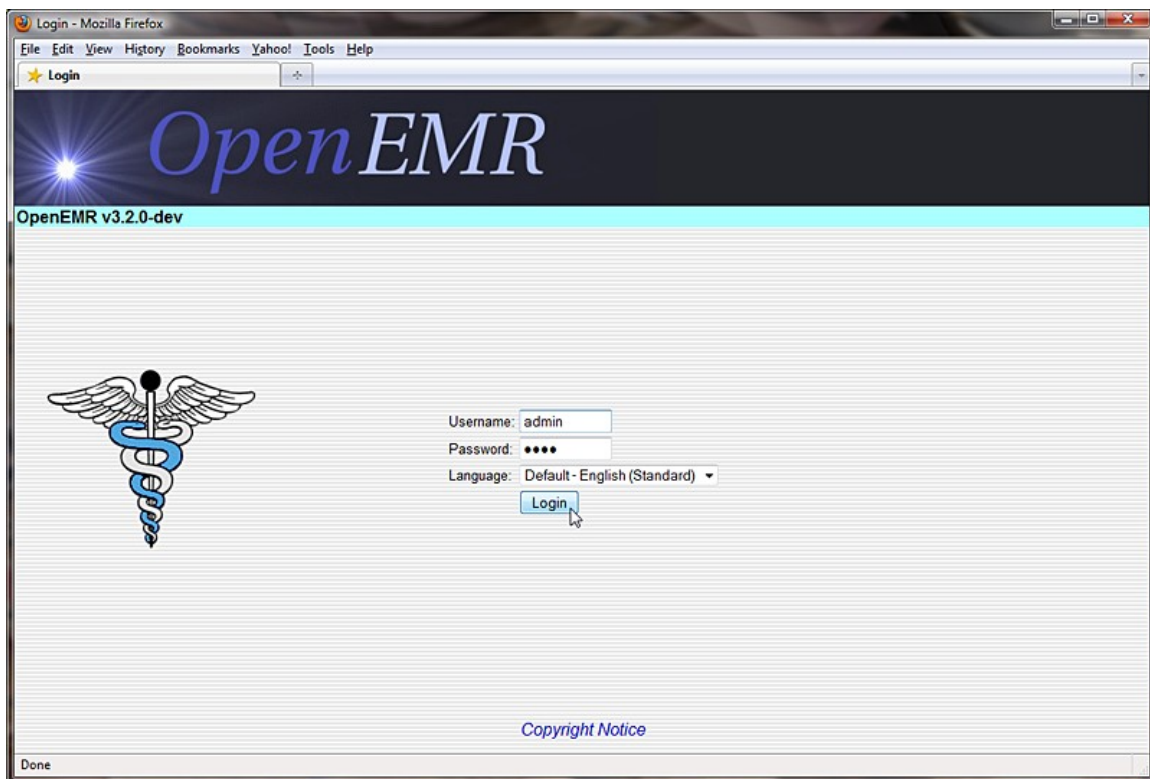 Login - Mozilla Firefox
File Edit View History Bookmarks Yahoo! Tools Help
Login
OpenEMR
OpenEMR v3.2.0-dev
Username: admin
Password: ••••
Language: Default - English (Standard)
Login
Copyright Notice
Done